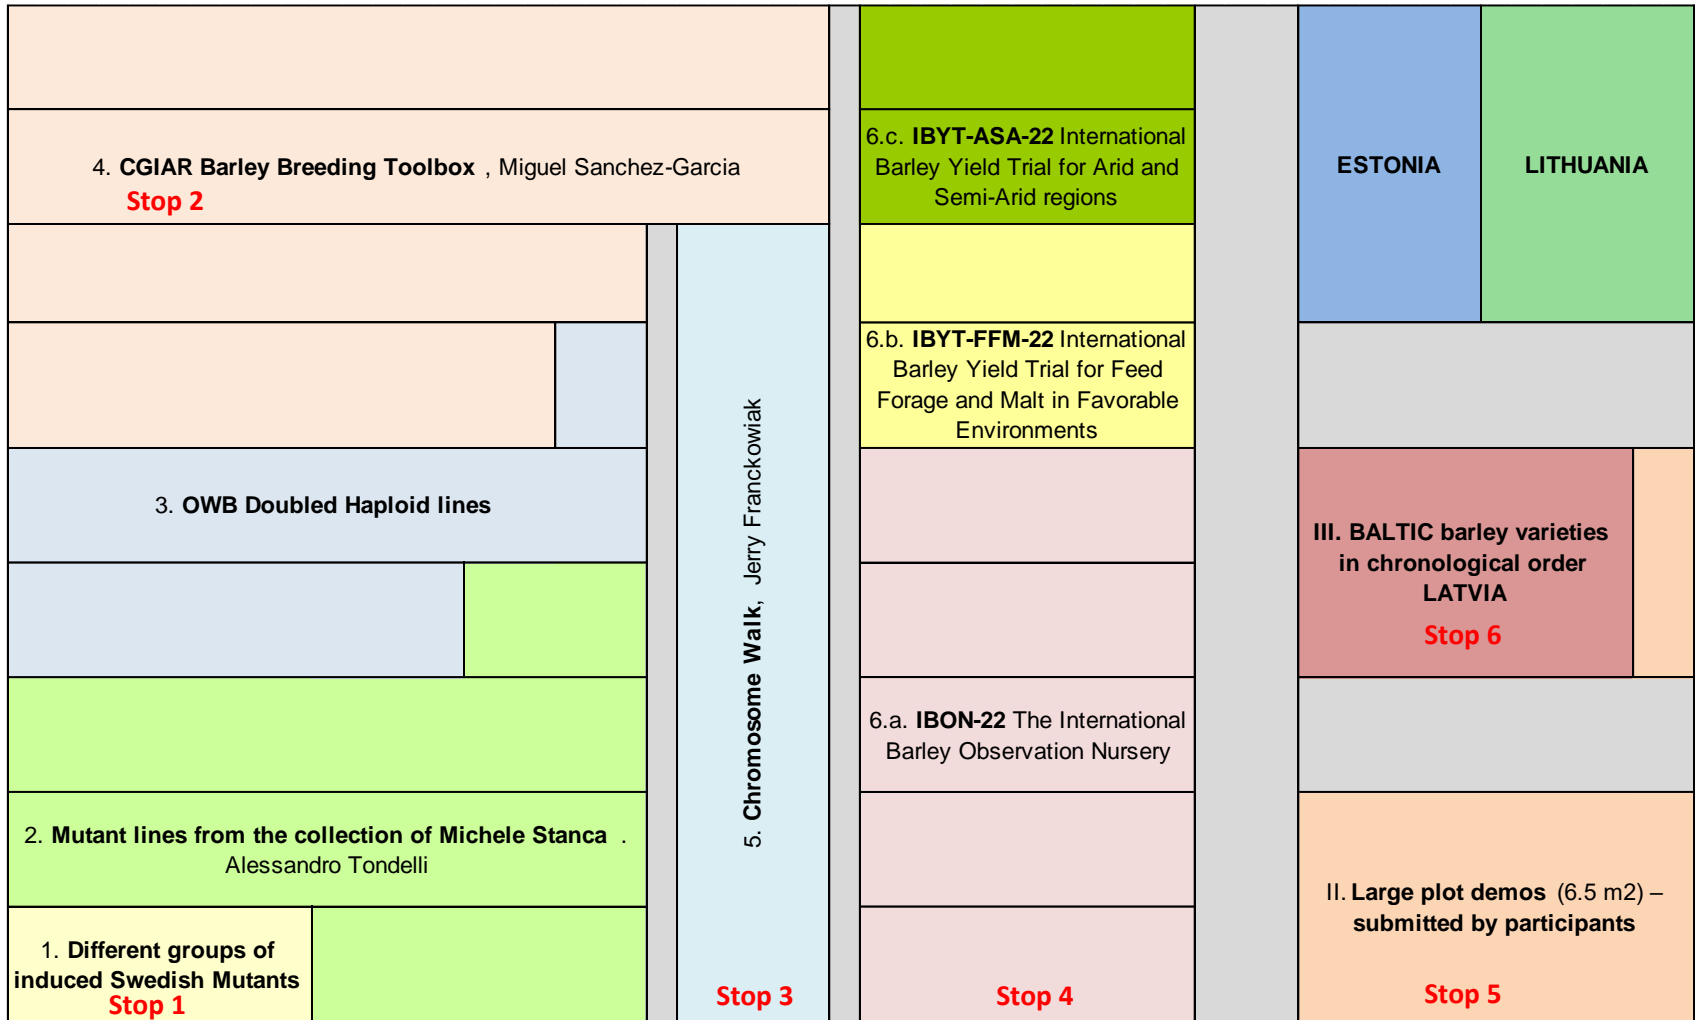 4. CGIAR Barley Breeding Toolbox , Miguel Sanchez-Garcia
Stop 2
3. OWB Doubled Haploid lines
2. Mutant lines from the collection of Michele Stanca .
Alessandro Tondelli
1. Different groups of
induced Swedish Mutants
Stop 1
5. Chromosome Walk, Jerry Franckowiak
Stop 3
6.c. IBYT-ASA-22 International
Barley Yield Trial for Arid and
Semi-Arid regions
6.b. IBYT-FFM-22 International
Barley Yield Trial for Feed
Forage and Malt in Favorable
Environments
6.a. IBON-22 The International
Barley Observation Nursery
Stop 4
ESTONIA
LITHUANIA
III. BALTIC barley varieties
in chronological order
LATVIA
Stop 6
II. Large plot demos (6.5 m2) –
submitted by participants
Stop 5